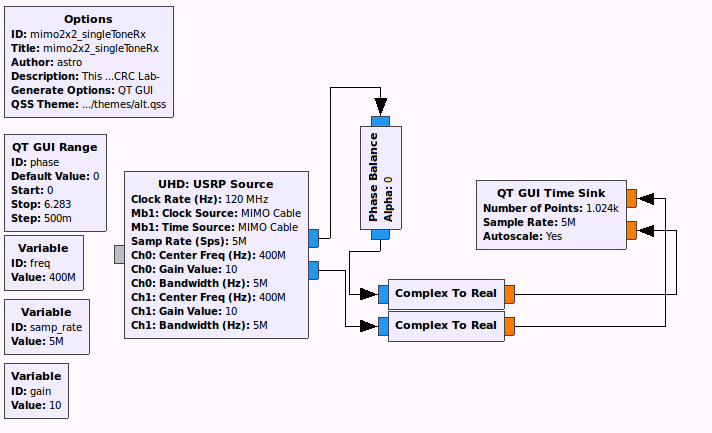 Options
ID: mimo2x2_singleToneRx
Title: mimo2x2_singleToneRx
Author: astro
Description: This ...CRC Lab-
Generate Options: QT GUI
QSS Theme: .../themes/alt.qss
QT GUI Range
ID: phase
Default Value: 0
Start: 0
Stop: 6.283
Step: 500m
Variable
ID: freq
Value: 400M
Variable
ID: samp_rate
Value: 5M
Variable
ID: gain
Value: 10
UHD: USRP Source
Clock Rate (Hz): 120 MHz
Mb1: Clock Source: MIMO Cable
Mb1: Time Source: MIMO Cable
Samp Rate (Sps): 5M
Ch0: Center Freq (Hz): 400M
Ch0: Gain Value: 10
Ch0: Bandwidth (Hz): 5M
Ch1: Center Freq (Hz): 400M
Ch1: Gain Value: 10
Ch1: Bandwidth (Hz): 5M
Phase Balance
Alpha: 0
Complex To Real
Complex To Real
QT GUI Time Sink
Number of Points: 1.024k
Sample Rate: 5M
Autoscale: Yes